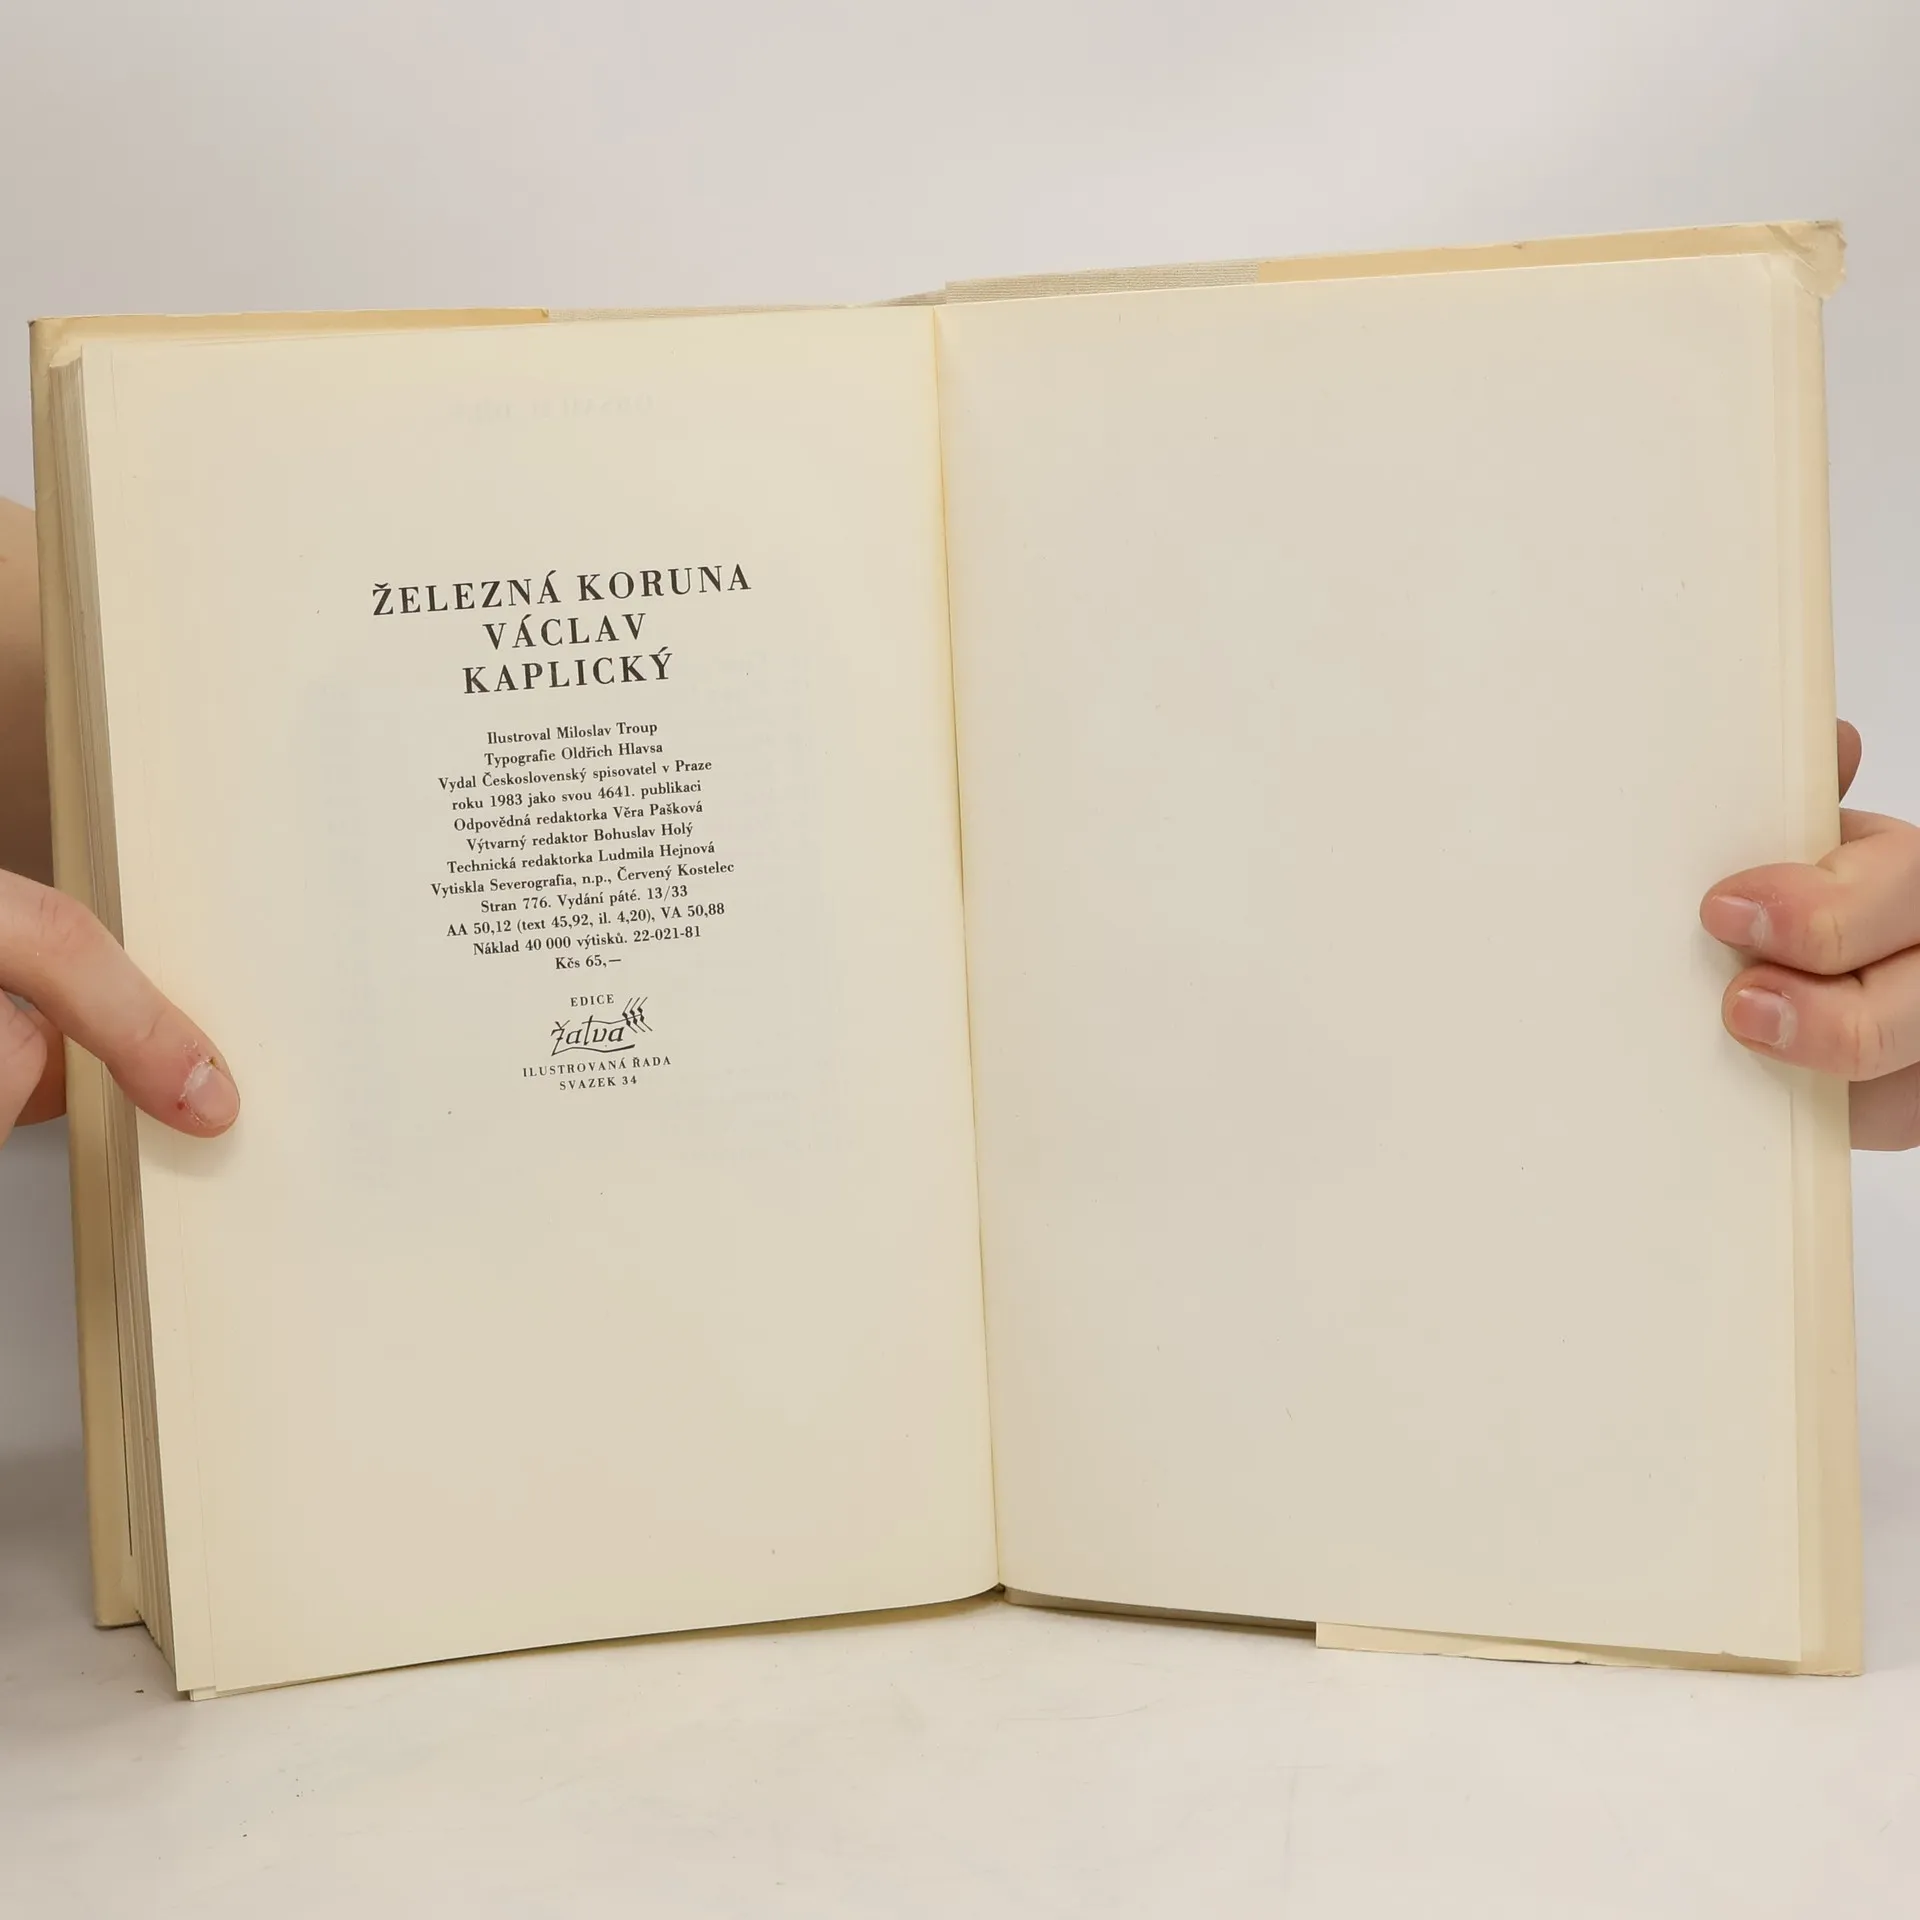 ŽELEZNÁ KORUNA
VÁCLAV
KAPLICKÝ
Ilustroval Miloslav Troup
Typografie Oldřich Hlavsa
Vydal Československý spisovatel v Praze
roku 1983 jako svou 4641. publikaci
Odpovědná redaktorka Věra Pašková
Výtvarný redaktor Bohuslav Holý
Technická redaktorka Ludmila Hejnová
Vytiskla Severografia, n.p., Červený Kostelec
Stran 776. Vydání páté. 13/33
AA 50,12 (text 45,92, il. 4,20), VA 50,88
Náklad 40 000 výtisků. 22-021-81
Kčs 65,—
EDICE
žatva
ILUSTROVANÁ ŘADA
SVAZEK 34